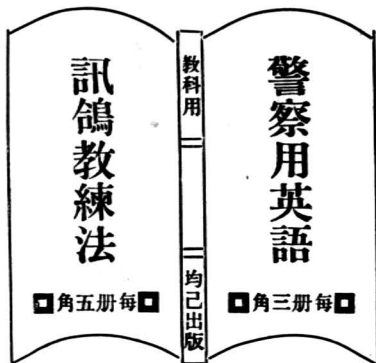 警察用英語
每册三角
教科用
均已出版
訊鴿教練法
每册五角